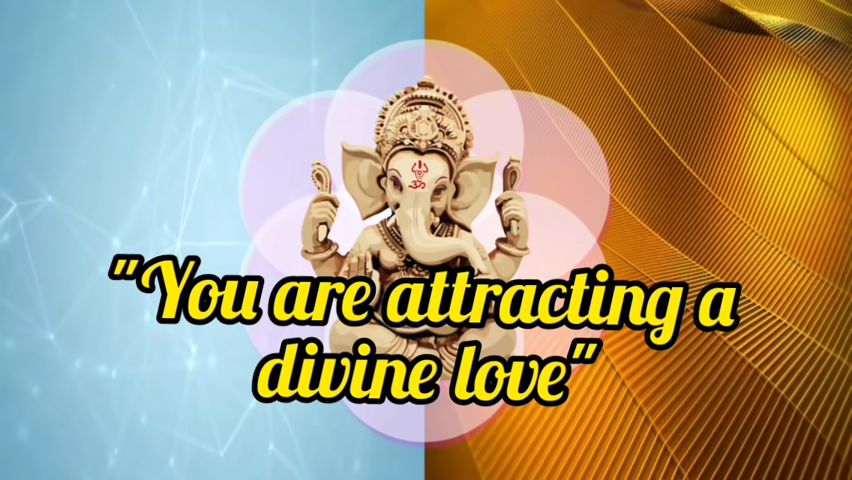 "You are attracting a
divine love"
ॐ